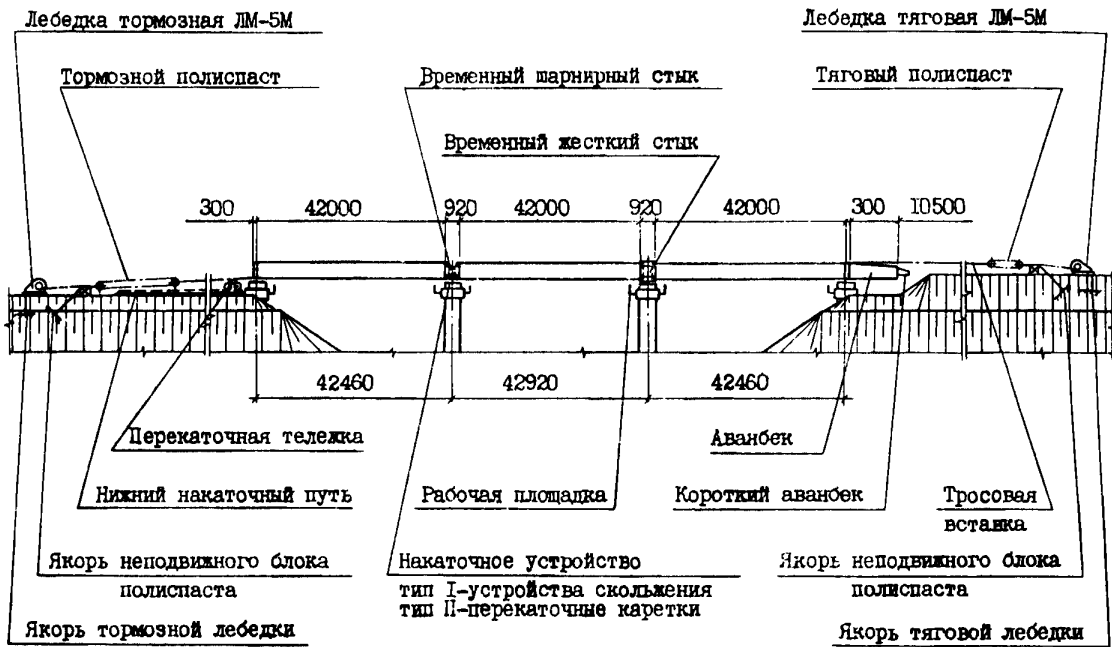 Лебедка тормозная ЛМ-5М
Лебедка тяговая ЛМ-5М
Тормозной полиспаст
Временный шарнирный стык
Тяговый полиспаст
Временный жесткий стык
300 42000 920 42000 920 42000 300 10500
42460 42920 42460
Перекаточная тележка
Аванбек
Нижний накаточный путь
Рабочая площадка
Короткий аванбек
Тросовая
вставка
Якорь неподвижного блока
полиспаста
Накаточное устройство
тип I-устройства скольжения
тип II-перекаточные каретки
Якорь неподвижного блока
полиспаста
Якорь тормозной лебедки
Якорь тяговой лебедки